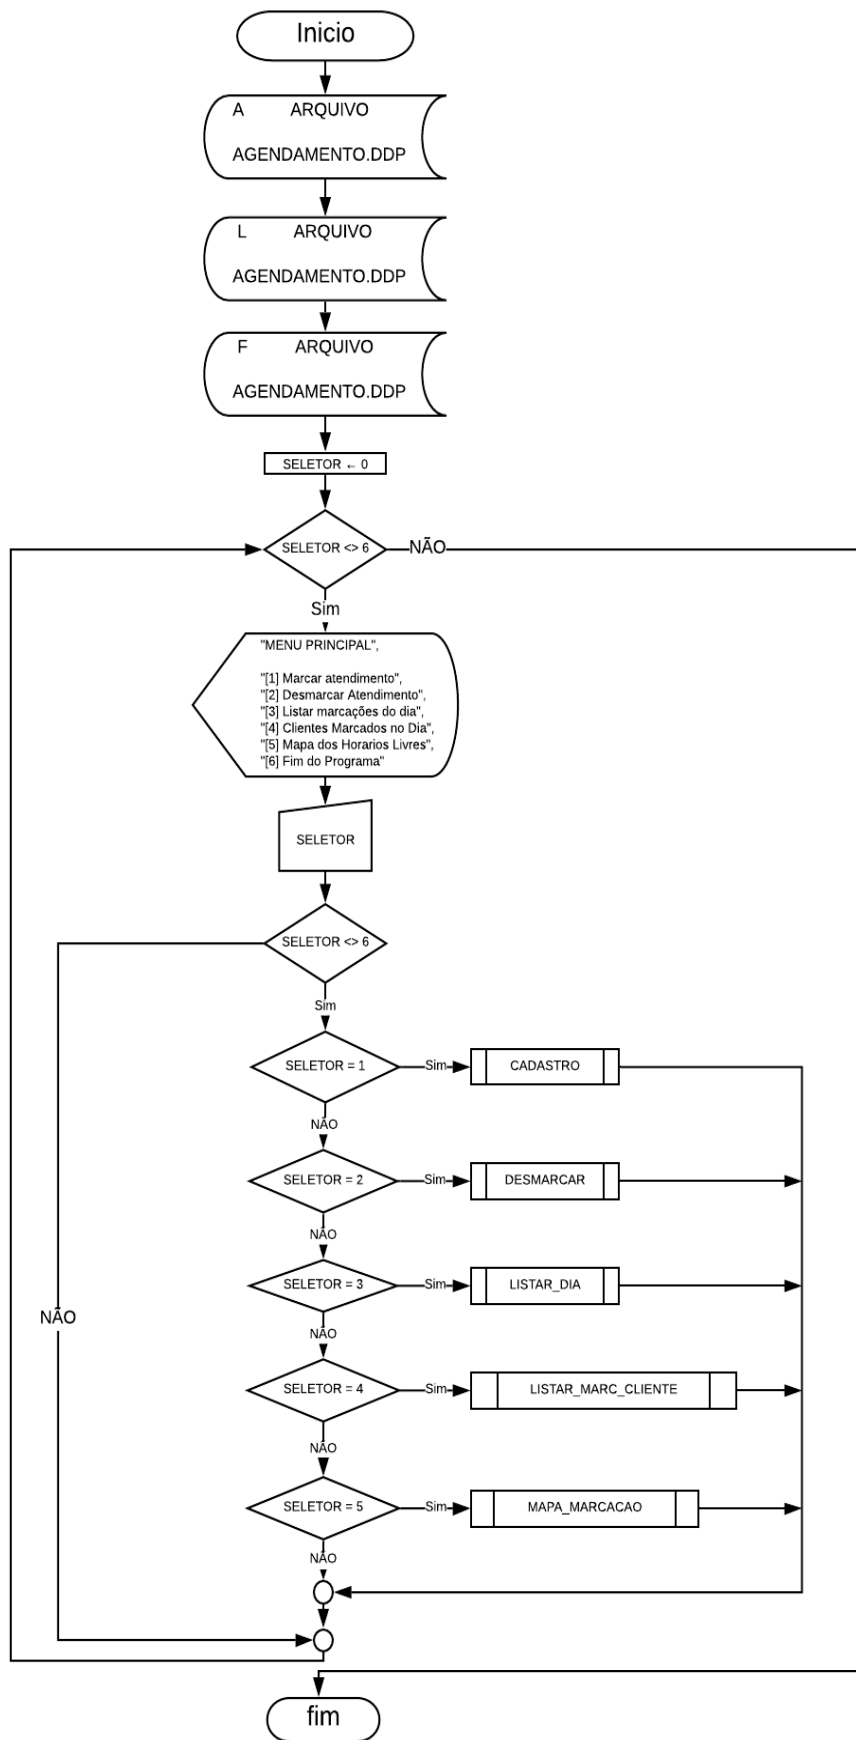 Inicio
A ARQUIVO
AGENDAMENTO.DDP
L ARQUIVO
AGENDAMENTO.DDP
F ARQUIVO
AGENDAMENTO.DDP
SELETOR ← 0
SELETOR <> 6
NÃO
Sim
"MENU PRINCIPAL",
"[1] Marcar atendimento",
"[2] Desmarcar Atendimento",
"[3] Listar marcações do dia",
"[4] Clientes Marcados no Dia",
"[5] Mapa dos Horarios Livres",
"[6] Fim do Programa"
SELETOR
SELETOR <> 6
Sim
SELETOR = 1
Sim
CADASTRO
NÃO
SELETOR = 2
Sim
DESMARCAR
NÃO
SELETOR = 3
Sim
LISTAR_DIA
NÃO
NÃO
SELETOR = 4
Sim
LISTAR_MARC_CLIENTE
NÃO
SELETOR = 5
Sim
MAPA_MARCACAO
NÃO
fim